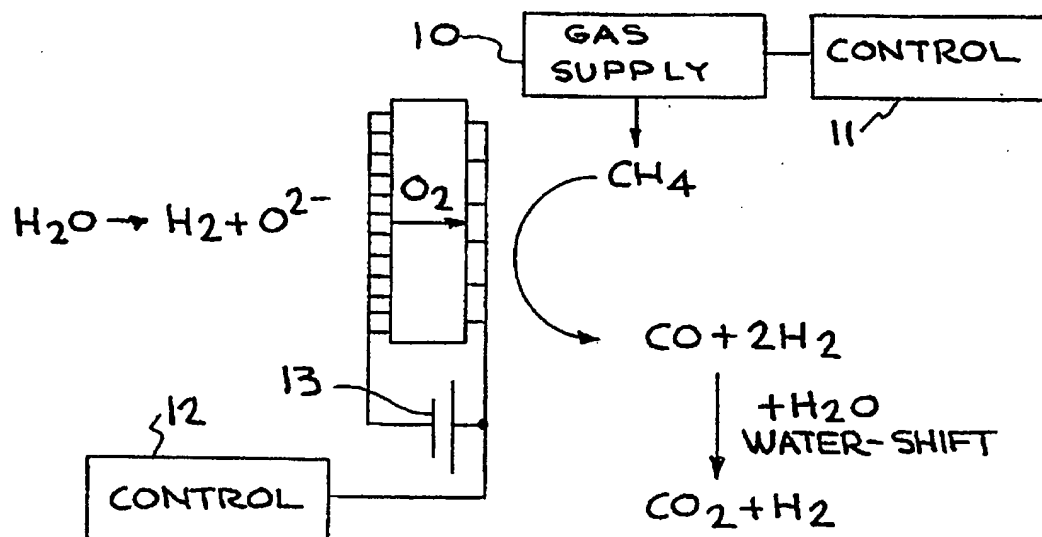 10
GAS
SUPPLY
CONTROL
11
CH4
H2O → H2 + O2-
O2
CO + 2H2
+H2O
WATER-SHIFT
CO2 + H2
13
12
CONTROL